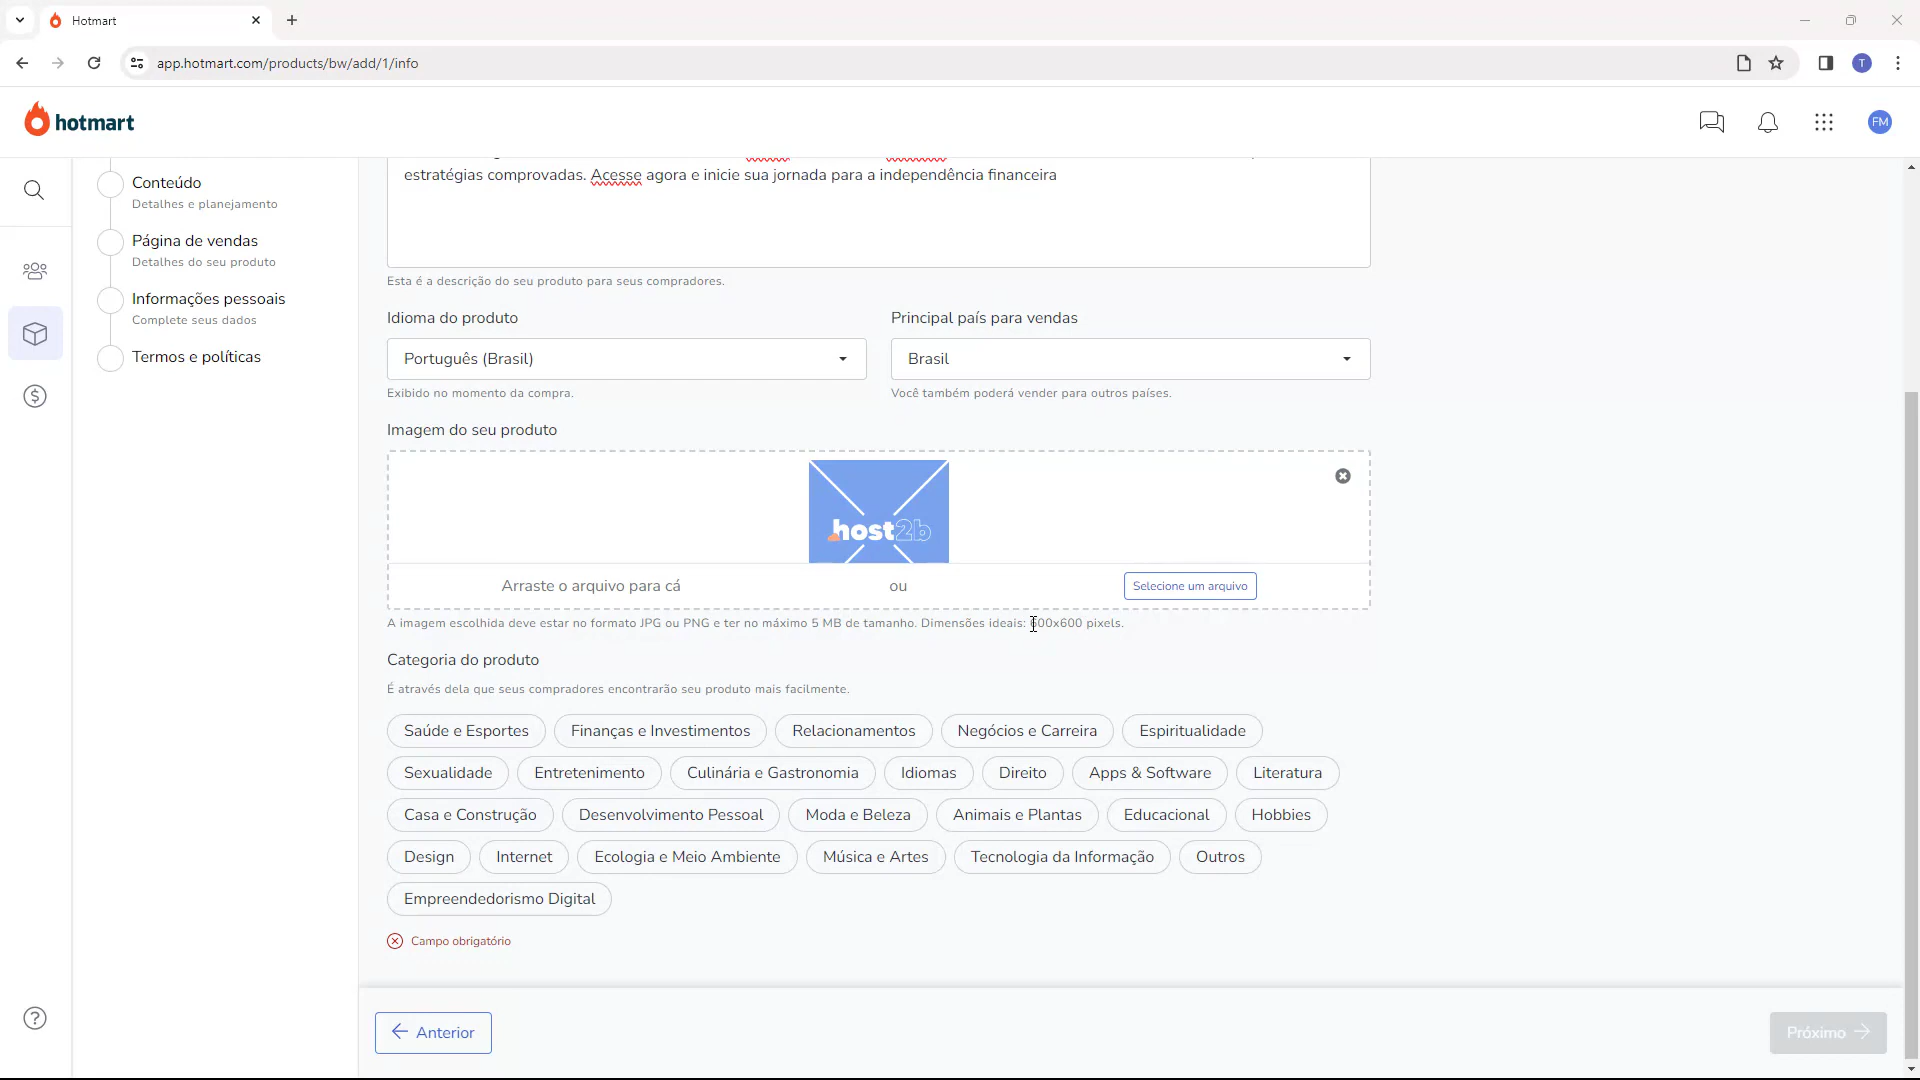 Hotmart
app.hotmart.com/products/bw/add/1/info
T
hotmart
FM
Conteúdo
Detalhes e planejamento
Página de vendas
Detalhes do seu produto
Informações pessoais
Complete seus dados
Termos e políticas
estratégias comprovadas. Acesse agora e inicie sua jornada para a independência financeira
Esta é a descrição do seu produto para seus compradores.
Idioma do produto
Principal país para vendas
Português (Brasil)
Brasil
Exibido no momento da compra.
Você também poderá vender para outros países.
Imagem do seu produto
host2b
Arraste o arquivo para cá ou Selecione um arquivo
A imagem escolhida deve estar no formato JPG ou PNG e ter no máximo 5 MB de tamanho. Dimensões ideais: 600x600 pixels.
Categoria do produto
É através dela que seus compradores encontrarão seu produto mais facilmente.
Saúde e Esportes Finanças e Investimentos Relacionamentos Negócios e Carreira Espiritualidade
Sexualidade Entretenimento Culinária e Gastronomia Idiomas Direito Apps & Software Literatura
Casa e Construção Desenvolvimento Pessoal Moda e Beleza Animais e Plantas Educacional Hobbies
Design Internet Ecologia e Meio Ambiente Música e Artes Tecnologia da Informação Outros
Empreendedorismo Digital
Campo obrigatório
Anterior
Próximo